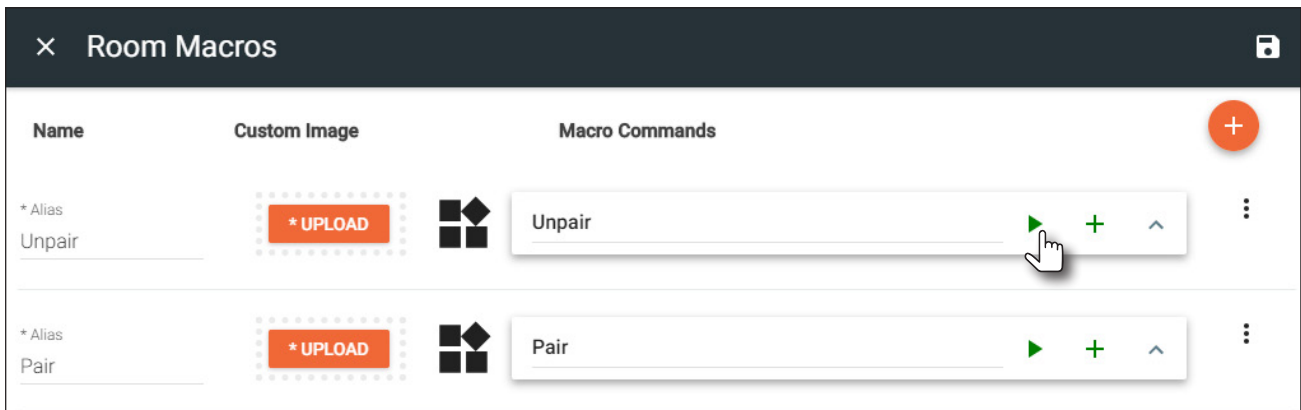 Room Macros
Name Custom Image Macro Commands
* Alias
Unpair
* UPLOAD
Unpair
* Alias
Pair
* UPLOAD
Pair